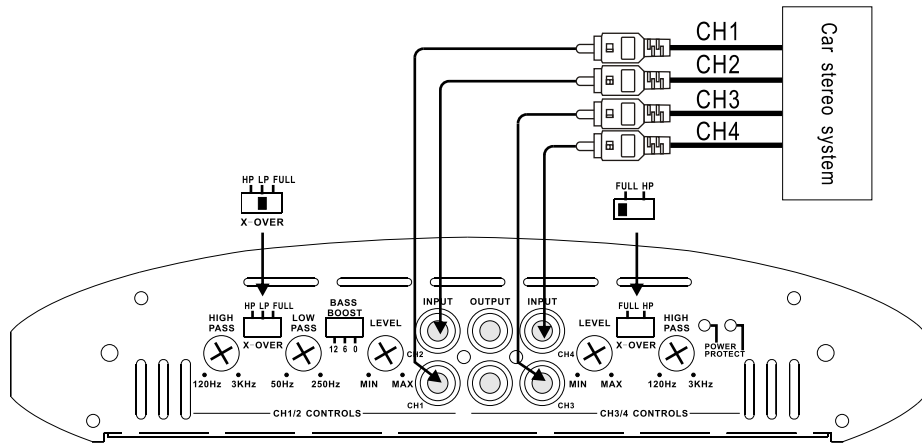 CH1
CH2
CH3
CH4
Car stereo system
HP LP FULL
X-OVER
FULL HP
HIGH PASS
HP LP FULL
X-OVER
LOW PASS
BASS BOOST
12 6 0
LEVEL
INPUT
OUTPUT
INPUT
LEVEL
FULL HP
X-OVER
HIGH PASS
POWER
PROTECT
CH2
CH4
120Hz 3KHz
50Hz 250Hz
MIN MAX
CH1
CH3
MIN MAX
120Hz 3KHz
CH1/2 CONTROLS
CH3/4 CONTROLS